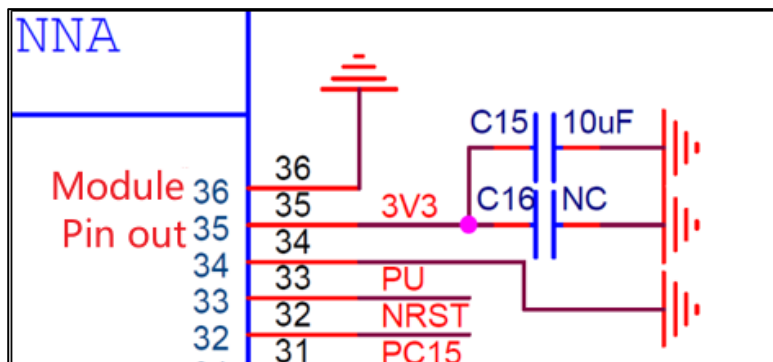 NNA
C15 10uF
36
Module 36
35 3V3 C16 NC
Pin out 35
34
34
33 PU
33
32 NRST
32
31 PC15